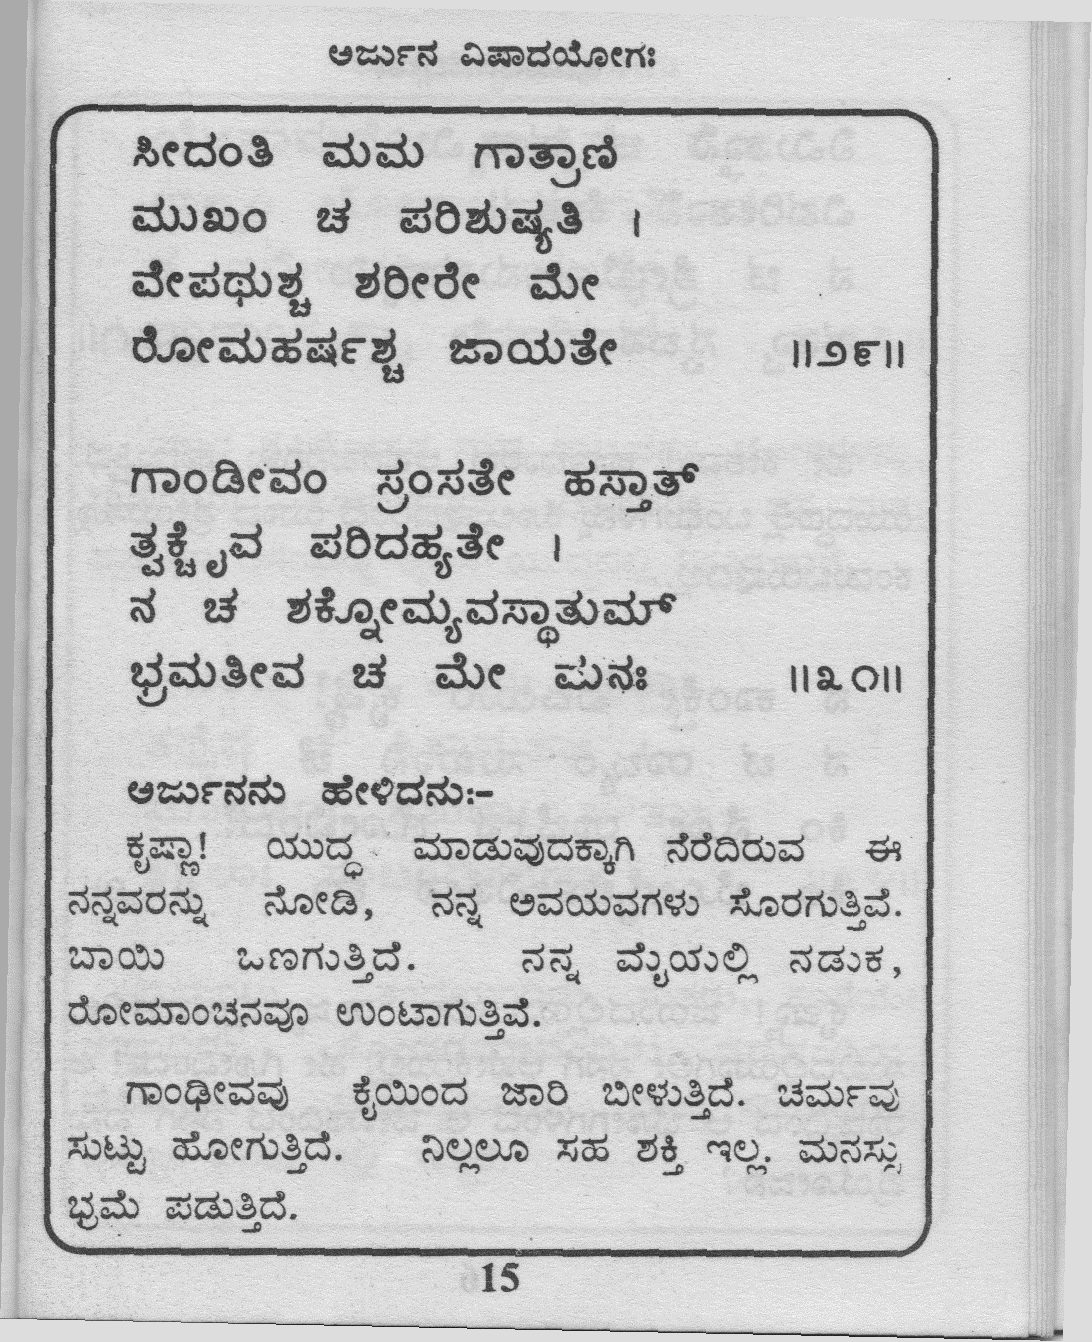 ಅರ್ಜುನ ವಿಷಾದಯೋಗಃ
ಸೀದಂತಿ ಮಮ ಗಾತ್ರಾಣಿ
ಮುಖಂ ಚ ಪರಿಶುಷ್ಯತಿ ।
ವೇಪಥುಶ್ಚ ಶರೀರೇ ಮೇ
ರೋಮಹರ್ಷಶ್ಚ ಜಾಯತೇ ॥೨೯॥
ಗಾಂಡೀವಂ ಸ್ರಂಸತೇ ಹಸ್ತಾತ್
ತ್ವಕ್ಚೈವ ಪರಿದಹ್ಯತೇ ।
ನ ಚ ಶಕ್ನೋಮ್ಯವಸ್ಥಾತುಮ್
ಭ್ರಮತೀವ ಚ ಮೇ ಮನಃ ॥೩೦॥
ಅರ್ಜುನನು ಹೇಳಿದನು:-
ಕೃಷ್ಣಾ! ಯುದ್ಧ ಮಾಡುವುದಕ್ಕಾಗಿ ನೆರೆದಿರುವ ಈ
ನನ್ನವರನ್ನು ನೋಡಿ, ನನ್ನ ಅವಯವಗಳು ಸೊರಗುತ್ತಿವೆ.
ಬಾಯಿ ಒಣಗುತ್ತಿದೆ. ನನ್ನ ಮೈಯಲ್ಲಿ ನಡುಕ,
ರೋಮಾಂಚನವೂ ಉಂಟಾಗುತ್ತಿವೆ.
ಗಾಂಢೀವವು ಕೈಯಿಂದ ಜಾರಿ ಬೀಳುತ್ತಿದೆ. ಚರ್ಮವು
ಸುಟ್ಟು ಹೋಗುತ್ತಿದೆ. ನಿಲ್ಲಲೂ ಸಹ ಶಕ್ತಿ ಇಲ್ಲ. ಮನಸ್ಸು
ಭ್ರಮೆ ಪಡುತ್ತಿದೆ.
15